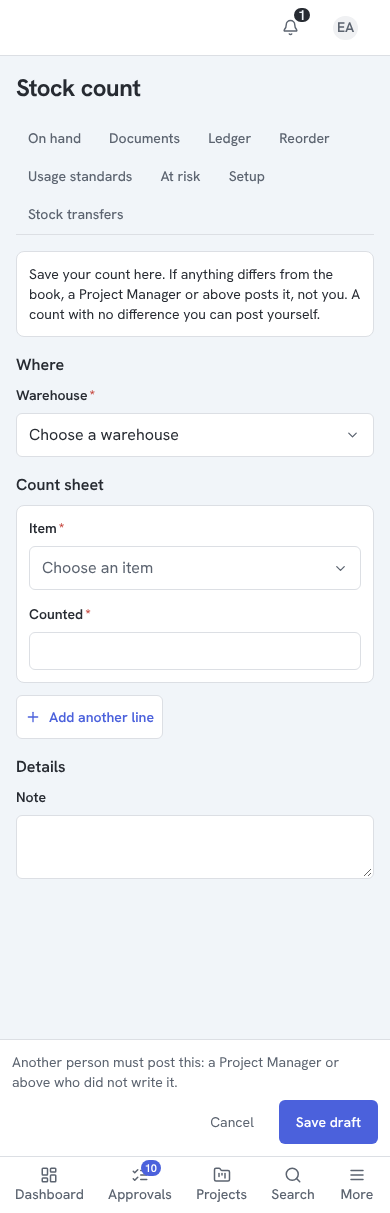 1
EA
Stock count
On hand Documents Ledger Reorder
Usage standards At risk Setup
Stock transfers
Save your count here. If anything differs from the
book, a Project Manager or above posts it, not you. A
count with no difference you can post yourself.
Where
Warehouse *
Choose a warehouse
Count sheet
Item *
Choose an item
Counted *
+ Add another line
Details
Note
Another person must post this: a Project Manager or
above who did not write it.
Cancel Save draft
10
Dashboard Approvals Projects Search More